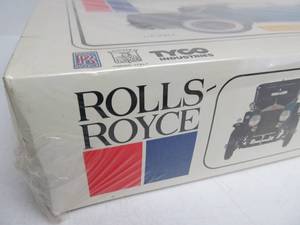 TYCO
INDUSTRIES
ROLLS-
ROYCE